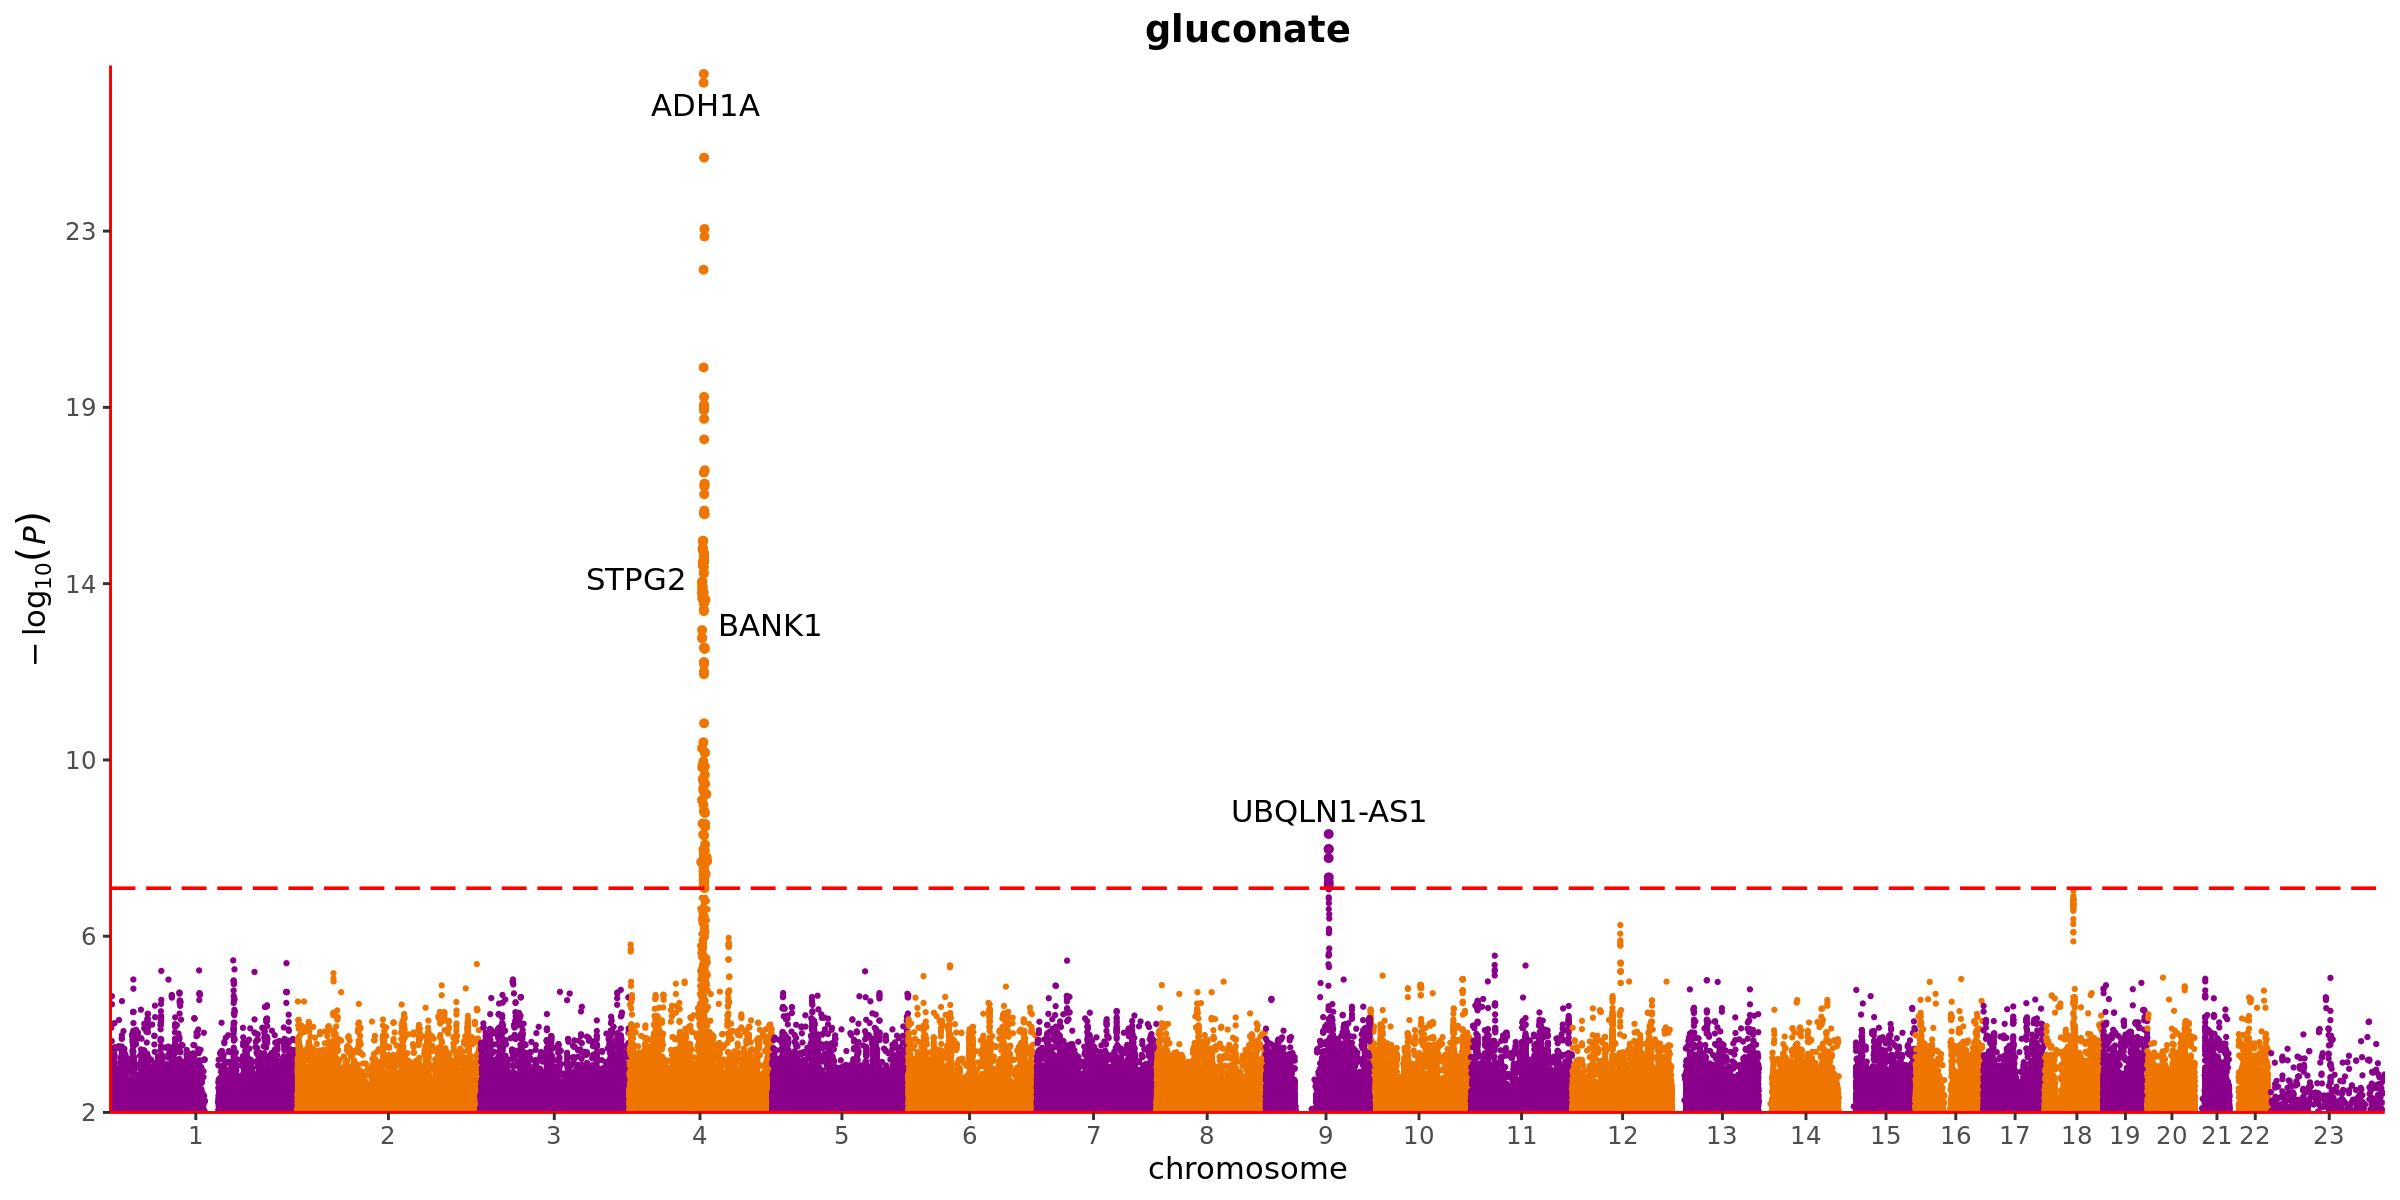 gluconate
ADH1A
23
19
− log10(P)
STPG2
14
BANK1
10
UBQLN1-AS1
6
2
1 2 3 4 5 6 7 8 9 10 11 12 13 14 15 16 17 18 19 20 21 22 23
chromosome